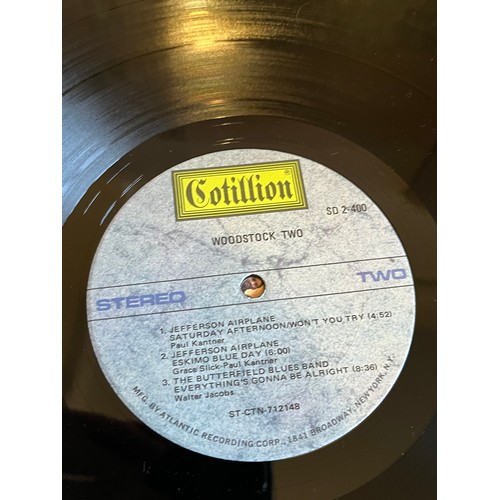 Cotillion
SD 2-400
WOODSTOCK TWO
STEREO TWO
1. JEFFERSON AIRPLANE
SATURDAY AFTERNOON/WON'T YOU TRY (4:52)
Paul Kantner
2. JEFFERSON AIRPLANE
ESKIMO BLUE DAY (6:00)
Grace Slick-Paul Kantner
3. THE BUTTERFIELD BLUES BAND
EVERYTHING'S GONNA BE ALRIGHT (8:36)
Walter Jacobs
ST-CTN-712148
MFG. BY ATLANTIC RECORDING CORP., 1841 BROADWAY, NEW YORK, N.Y.